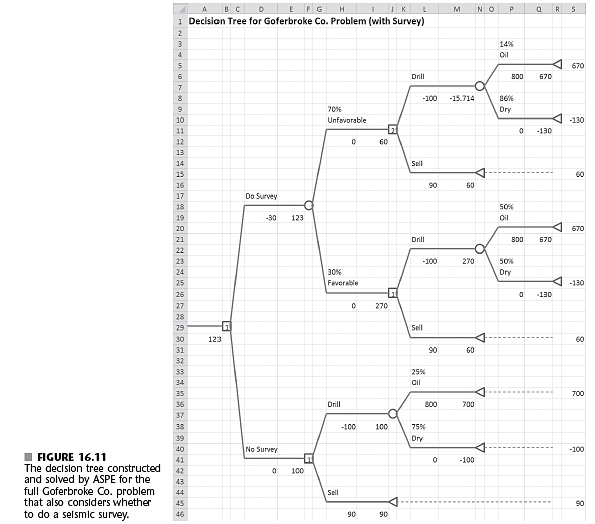 A B C D E F G H I J K L M N O P Q R S
1 Decision Tree for Goferbroke Co. Problem (with Survey)
2
3 14%
4 Oil
5 670
6 Drill 800 670
7
8 -100 -15.714 86%
9 70% Dry
10 Unfavorable -130
11 2 0 -130
12 0 60
13
14 Sell
15 60
16 90 60
17 Do Survey
18 50%
19 -30 123 Oil
20 670
21 Drill 800 670
22
23 -100 270 50%
24 30% Dry
25 Favorable -130
26 1 0 -130
27 0 270
28
29 1 Sell
30 123 60
31 90 60
32
33 25%
34 Oil
35 700
36 Drill 800 700
37
38 -100 100 75%
39 Dry
40 No Survey -100
41 1 0 -100
42 0 100
43
44 Sell
45 90
46 90 90
FIGURE 16.11
The decision tree constructed
and solved by ASPE for the
full Goferbroke Co. problem
that also considers whether
to do a seismic survey.